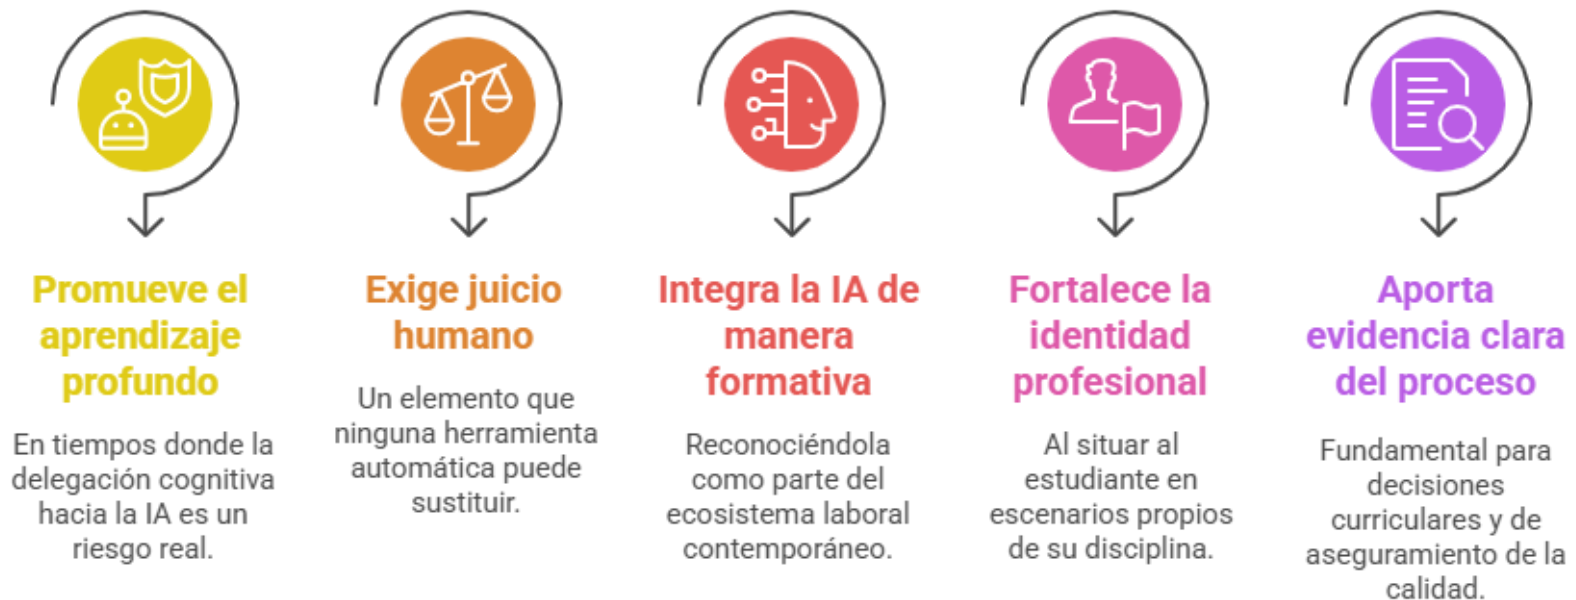 Promueve el
aprendizaje
profundo
En tiempos donde la
delegación cognitiva
hacia la IA es un
riesgo real.
Exige juicio
humano
Un elemento que
ninguna herramienta
automática puede
sustituir.
Integra la IA de
manera
formativa
Reconociéndola
como parte del
ecosistema laboral
contemporáneo.
Fortalece la
identidad
profesional
Al situar al
estudiante en
escenarios propios
de su disciplina.
Aporta
evidencia clara
del proceso
Fundamental para
decisiones
curriculares y de
aseguramiento de la
calidad.